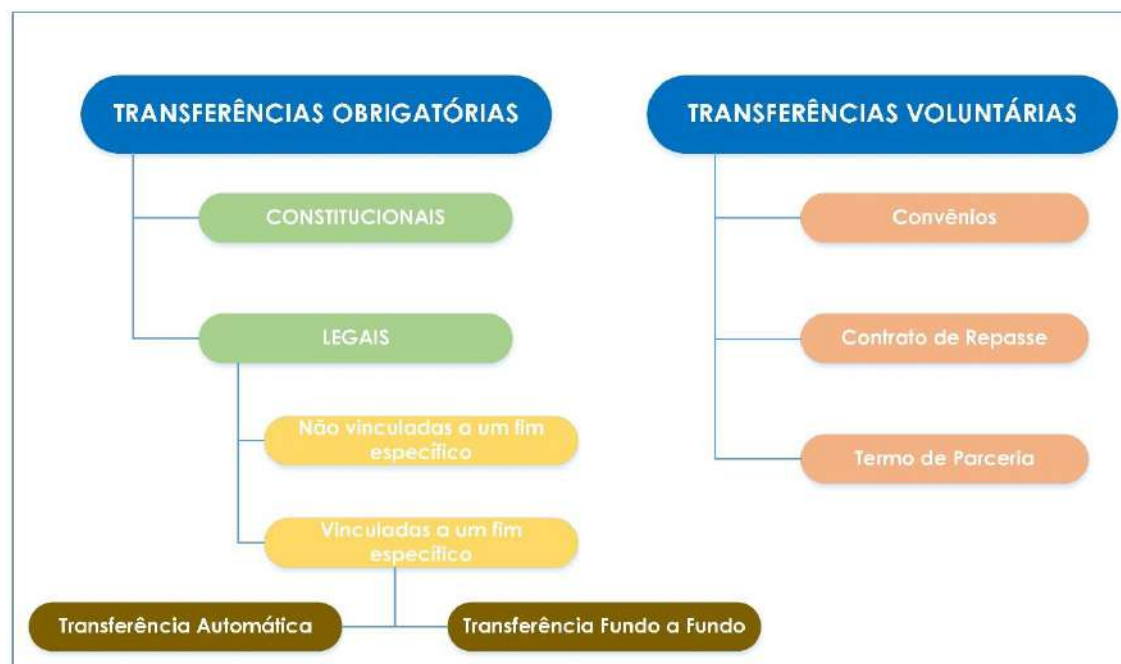 TRANSFERÊNCIAS OBRIGATÓRIAS
CONSTITUCIONAIS
LEGAIS
Não vinculadas a um fim
específico
Vinculadas a um fim
específico
Transferência Automática
Transferência Fundo a Fundo
TRANSFERÊNCIAS VOLUNTÁRIAS
Convênios
Contrato de Repasse
Termo de Parceria